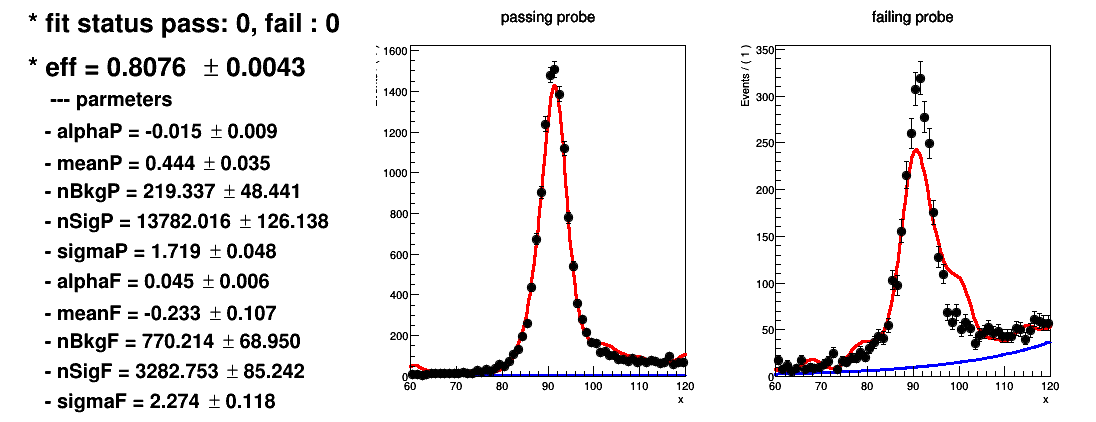 * fit status pass: 0, fail : 0
* eff = 0.8076 ± 0.0043
--- parmeters
- alphaP = -0.015 ± 0.009
- meanP = 0.444 ± 0.035
- nBkgP = 219.337 ± 48.441
- nSigP = 13782.016 ± 126.138
- sigmaP = 1.719 ± 0.048
- alphaF = 0.045 ± 0.006
- meanF = -0.233 ± 0.107
- nBkgF = 770.214 ± 68.950
- nSigF = 3282.753 ± 85.242
- sigmaF = 2.274 ± 0.118
passing probe
1600
1400
1200
1000
800
600
400
200
0
60 70 80 90 100 110 120
x
failing probe
Events / ( 1 )
350
300
250
200
150
100
50
0
60 70 80 90 100 110 120
x